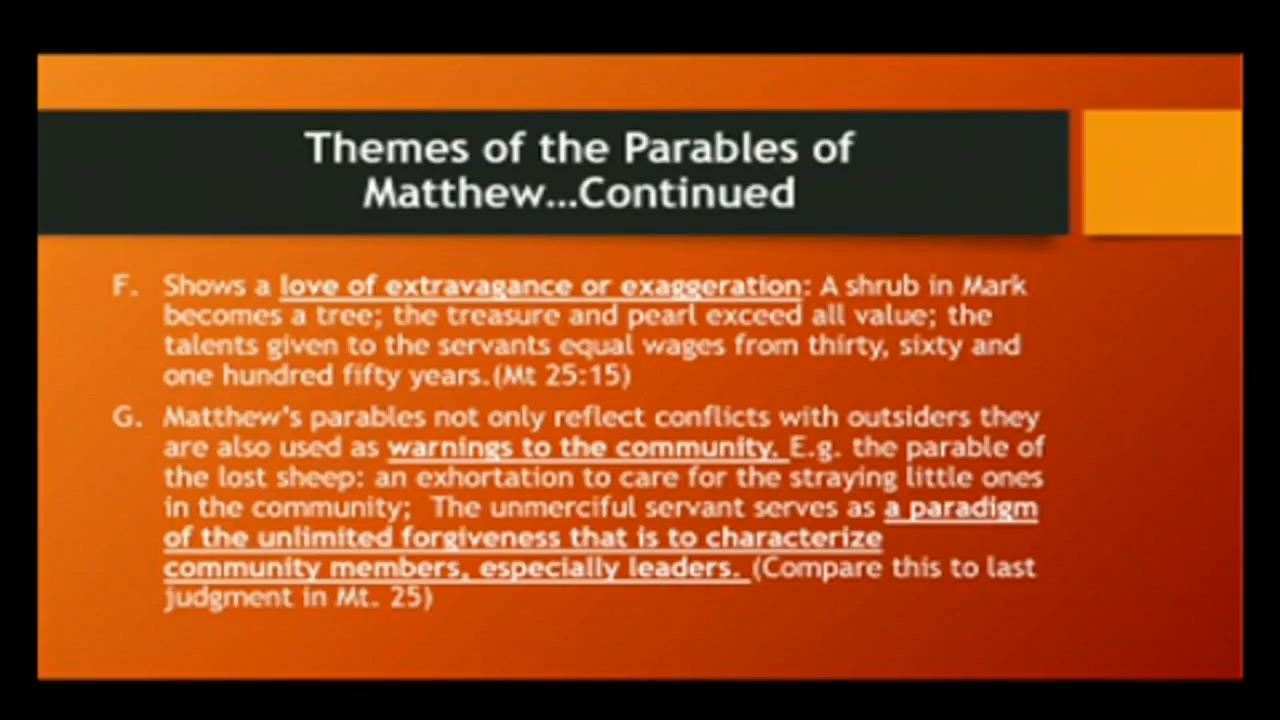 Themes of the Parables of
Matthew...Continued
F. Shows a love of extravagance or exaggeration: A shrub in Mark
becomes a tree; the treasure and pearl exceed all value; the
talents given to the servants equal wages from thirty, sixty and
one hundred fifty years.(Mt 25:15)
G. Matthew's parables not only reflect conflicts with outsiders they
are also used as warnings to the community. E.g. the parable of
the lost sheep: an exhortation to care for the straying little ones
in the community; The unmerciful servant serves as a paradigm
of the unlimited forgiveness that is to characterize
community members, especially leaders. (Compare this to last
judgment in Mt. 25)